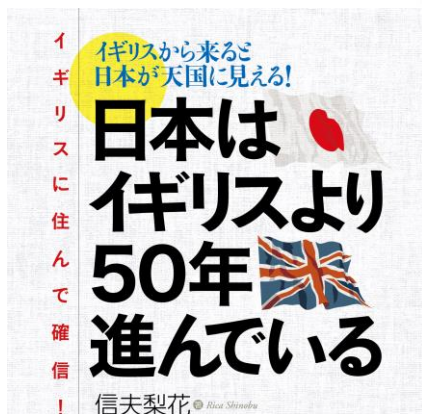 イギリスに住んで確信！
イギリスから来ると
日本が天国に見える！
日本は
イギリスより
50年
進んでいる
信夫梨花 著 Rica Shinobu